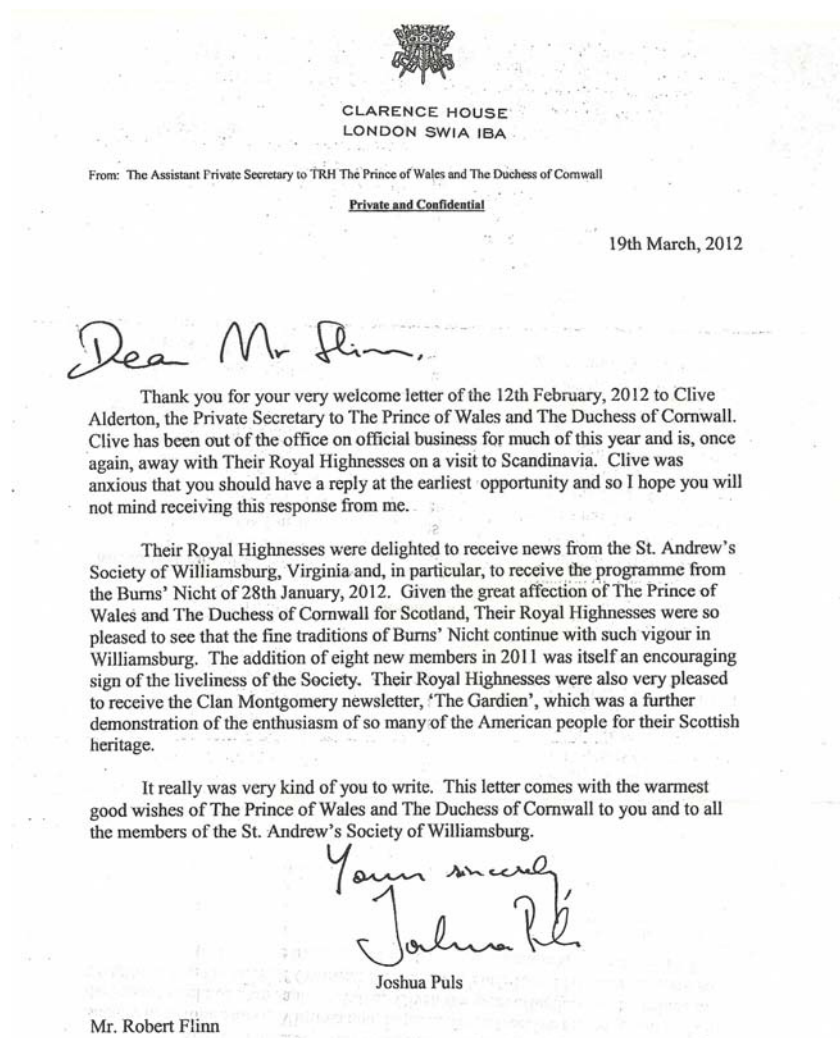 CLARENCE HOUSE
LONDON SW1A 1BA
From: The Assistant Private Secretary to TRH The Prince of Wales and The Duchess of Cornwall
Private and Confidential
19th March, 2012
Dear Mr Flinn,
Thank you for your very welcome letter of the 12th February, 2012 to Clive
Alderton, the Private Secretary to The Prince of Wales and The Duchess of Cornwall.
Clive has been out of the office on official business for much of this year and is, once
again, away with Their Royal Highnesses on a visit to Scandinavia. Clive was
anxious that you should have a reply at the earliest opportunity and so I hope you will
not mind receiving this response from me.
Their Royal Highnesses were delighted to receive news from the St. Andrew's
Society of Williamsburg, Virginia and, in particular, to receive the programme from
the Burns' Nicht of 28th January, 2012. Given the great affection of The Prince of
Wales and The Duchess of Cornwall for Scotland, Their Royal Highnesses were so
pleased to see that the fine traditions of Burns' Nicht continue with such vigour in
Williamsburg. The addition of eight new members in 2011 was itself an encouraging
sign of the liveliness of the Society. Their Royal Highnesses were also very pleased
to receive the Clan Montgomery newsletter, 'The Gardien', which was a further
demonstration of the enthusiasm of so many of the American people for their Scottish
heritage.
It really was very kind of you to write. This letter comes with the warmest
good wishes of The Prince of Wales and The Duchess of Cornwall to you and to all
the members of the St. Andrew's Society of Williamsburg.
Yours sincerely,
Joshua Puls
Joshua Puls
Mr. Robert Flinn